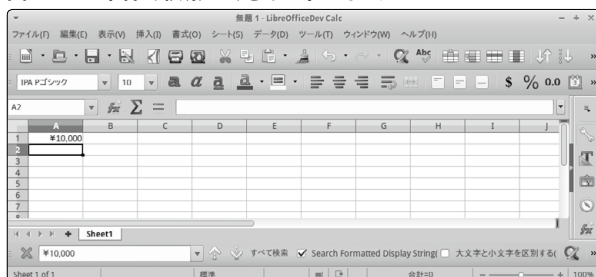 無題 1 - LibreOfficeDev Calc
ファイル(F) 編集(E) 表示(V) 挿入(I) 書式(O) シート(S) データ(D) ツール(T) ウィンドウ(W) ヘルプ(H)
IPA Pゴシック 10 a a a a $ % 0.0
A2 fx Σ =
A B C D E F G H I J
1 ¥10,000
2
3
4
5
6
7
Sheet1
¥10,000 すべて検索 Search Formatted Display String( 大文字と小文字を区別する(
Sheet 1 of 1 標準 合計=0 100%